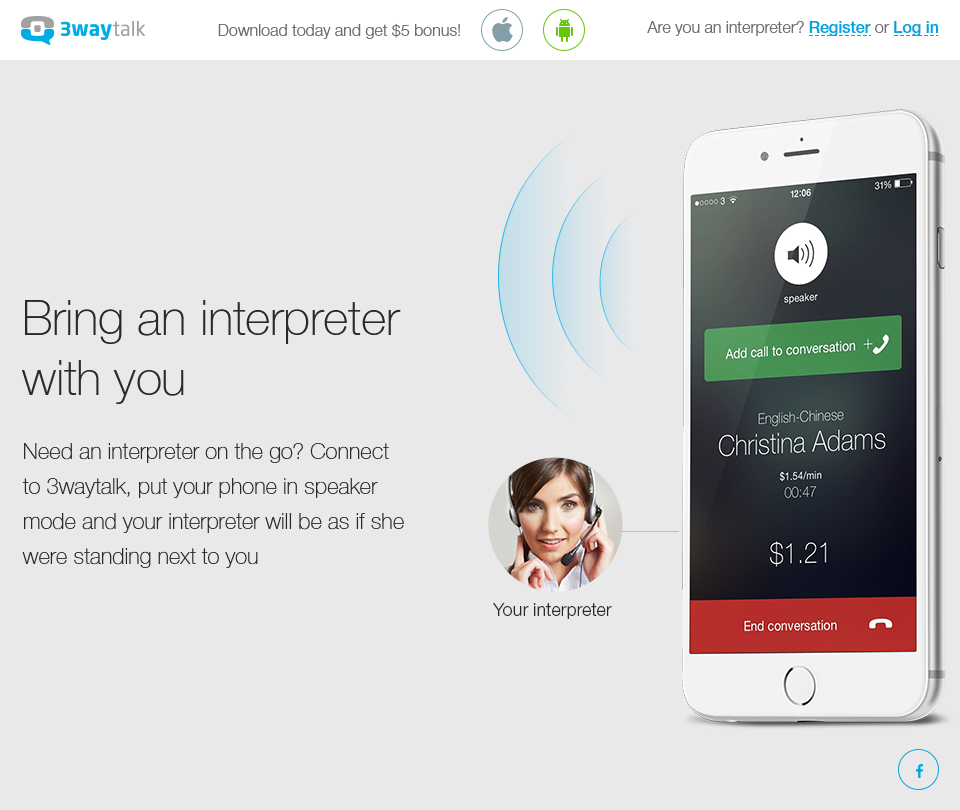 3waytalk
Download today and get $5 bonus!
Are you an interpreter? Register or Log in
Bring an interpreter
with you
Need an interpreter on the go? Connect
to 3waytalk, put your phone in speaker
mode and your interpreter will be as if she
were standing next to you
Your interpreter
3 12:06 31%
speaker
Add call to conversation +
English-Chinese
Christina Adams
$1.54/min
00:47
$1.21
End conversation
f